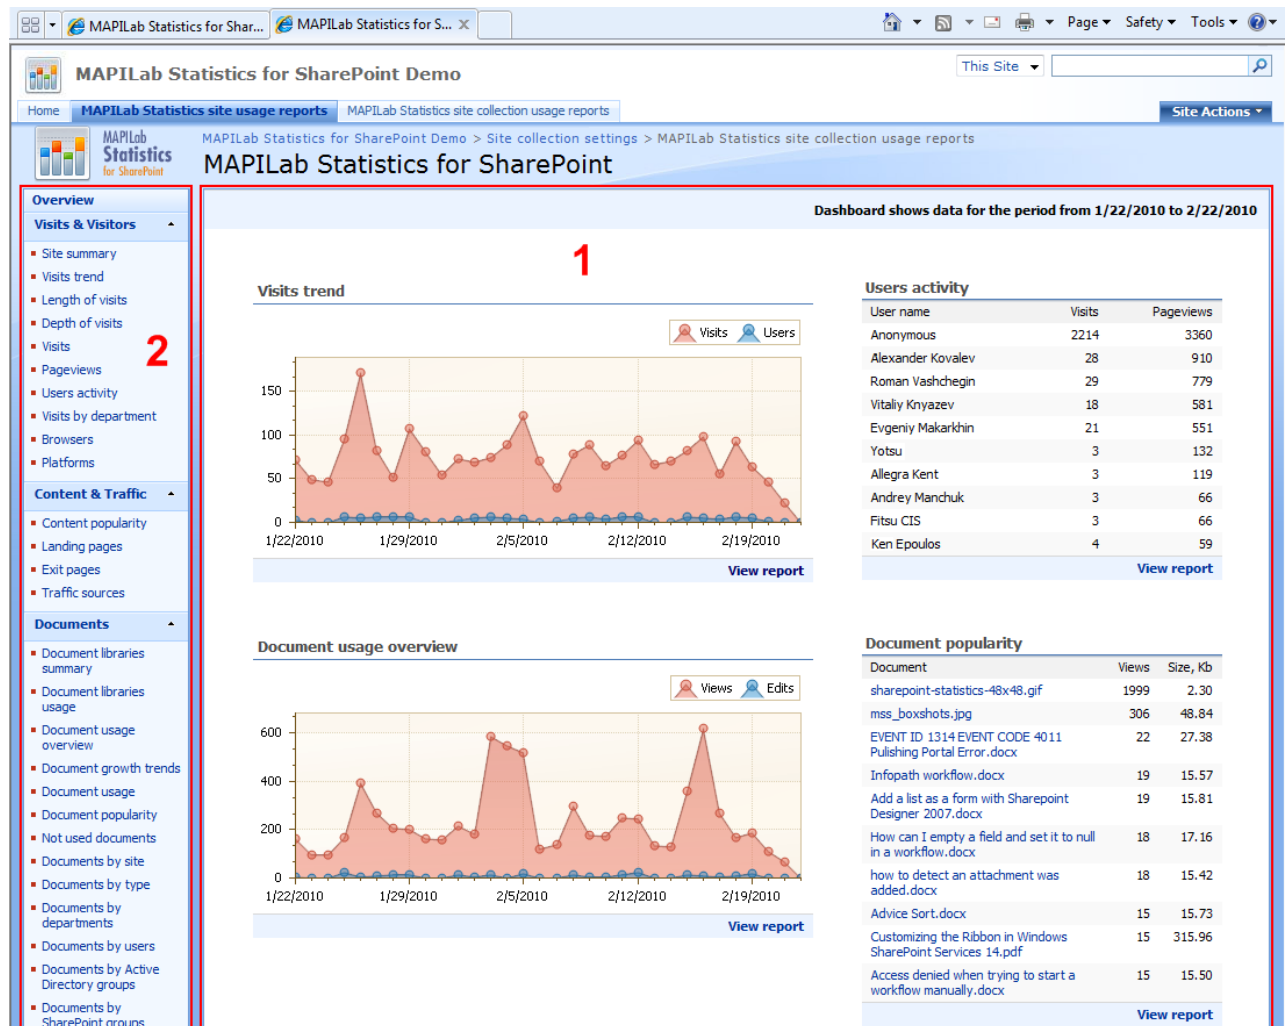 MAPILab Statistics for Shar...
MAPILab Statistics for S...
Page
Safety
Tools
MAPILab Statistics for SharePoint Demo
This Site
Home
MAPILab Statistics site usage reports
MAPILab Statistics site collection usage reports
Site Actions
MAPILab
Statistics
for SharePoint
MAPILab Statistics for SharePoint Demo > Site collection settings > MAPILab Statistics site collection usage reports
MAPILab Statistics for SharePoint
Overview
Visits & Visitors
Site summary
Visits trend
Length of visits
Depth of visits
Visits
Pageviews
Users activity
Visits by department
Browsers
Platforms
2
Content & Traffic
Content popularity
Landing pages
Exit pages
Traffic sources
Documents
Document libraries
summary
Document libraries
usage
Document usage
overview
Document growth trends
Document usage
Document popularity
Not used documents
Documents by site
Documents by type
Documents by
departments
Documents by users
Documents by Active
Directory groups
Documents by
SharePoint groups
Dashboard shows data for the period from 1/22/2010 to 2/22/2010
1
Visits trend
Visits Users
150
100
50
0
1/22/2010 1/29/2010 2/5/2010 2/12/2010 2/19/2010
View report
Users activity
User name Visits Pageviews
Anonymous 2214 3360
Alexander Kovalev 28 910
Roman Vashchegin 29 779
Vitaliy Knyazev 18 581
Evgeniy Makarkhin 21 551
Yotsu 3 132
Allegra Kent 3 119
Andrey Manchuk 3 66
Fitsu CIS 3 66
Ken Epoulos 4 59
View report
Document usage overview
Views Edits
600
400
200
0
1/22/2010 1/29/2010 2/5/2010 2/12/2010 2/19/2010
View report
Document popularity
Document Views Size, Kb
sharepoint-statistics-48x48.gif 1999 2.30
mss_boxshots.jpg 306 48.84
EVENT ID 1314 EVENT CODE 4011 22 27.38
Pulishing Portal Error.docx
Infopath workflow.docx 19 15.57
Add a list as a form with Sharepoint 19 15.81
Designer 2007.docx
How can I empty a field and set it to null 18 17.16
in a workflow.docx
how to detect an attachment was 18 15.42
added.docx
Advice Sort.docx 15 15.73
Customizing the Ribbon in Windows 15 315.96
SharePoint Services 14.pdf
Access denied when trying to start a 15 15.50
workflow manually.docx
View report